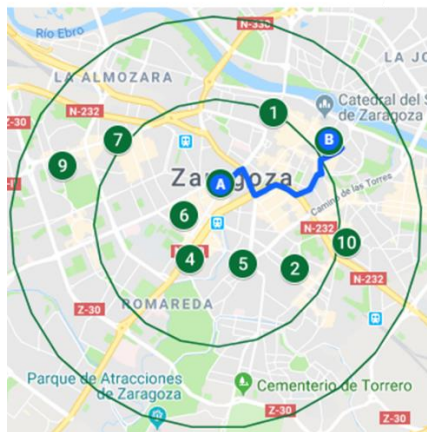 Río Ebro
N-330
LA JO
LA ALMOZARA
Z-30
N-232
Catedral del S
de Zaragoza
1
7
B
9
Zaragoza
A
Camino de las Torres
6
N-232
10
4
5
2
N-232
Z-30
ROMAREDA
Parque de Atracciones
de Zaragoza
Cementerio de Torrero
Z-30